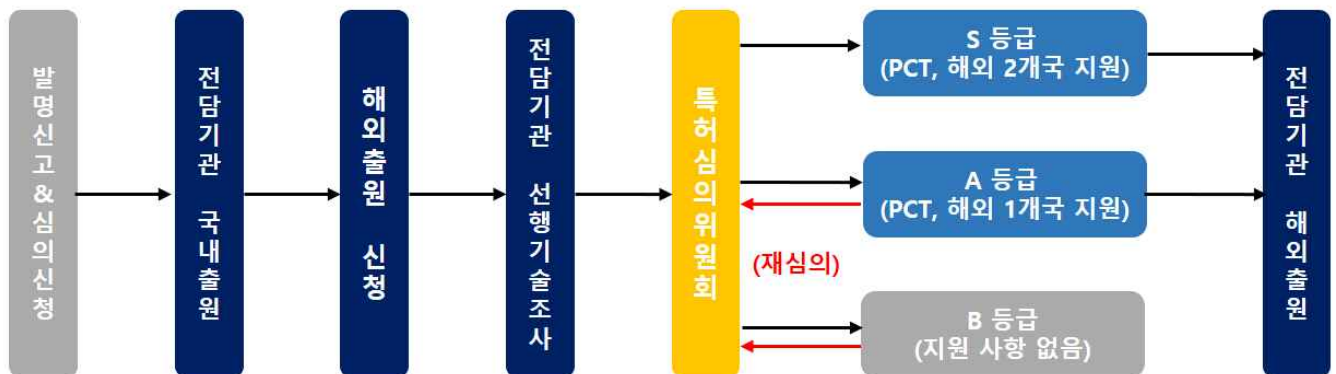 발명신고&심의신청
전담기관 국내출원
해외출원 신청
전담기관 선행기술조사
특허심의위원회
S 등급
(PCT, 해외 2개국 지원)
A 등급
(PCT, 해외 1개국 지원)
(재심의)
B 등급
(지원 사항 없음)
전담기관 해외출원